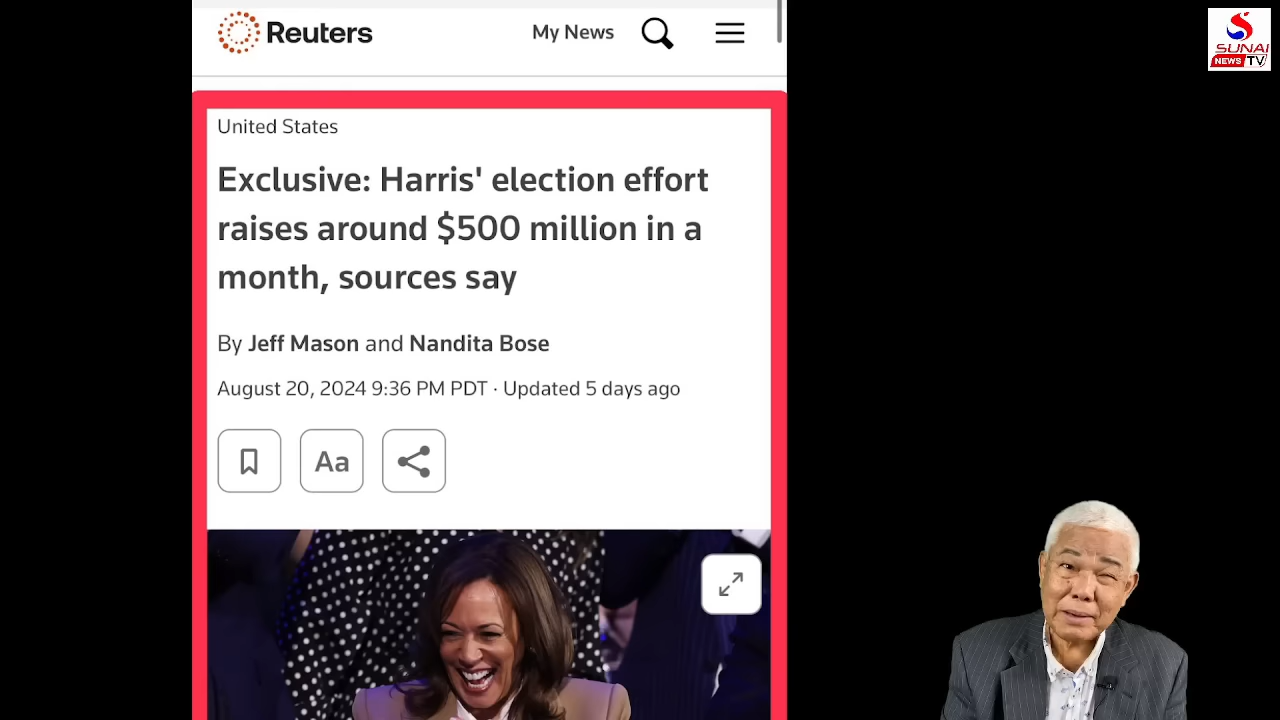 Reuters
My News
SUNAI
NEWS TV
United States
Exclusive: Harris' election effort
raises around $500 million in a
month, sources say
By Jeff Mason and Nandita Bose
August 20, 2024 9:36 PM PDT · Updated 5 days ago
Aa